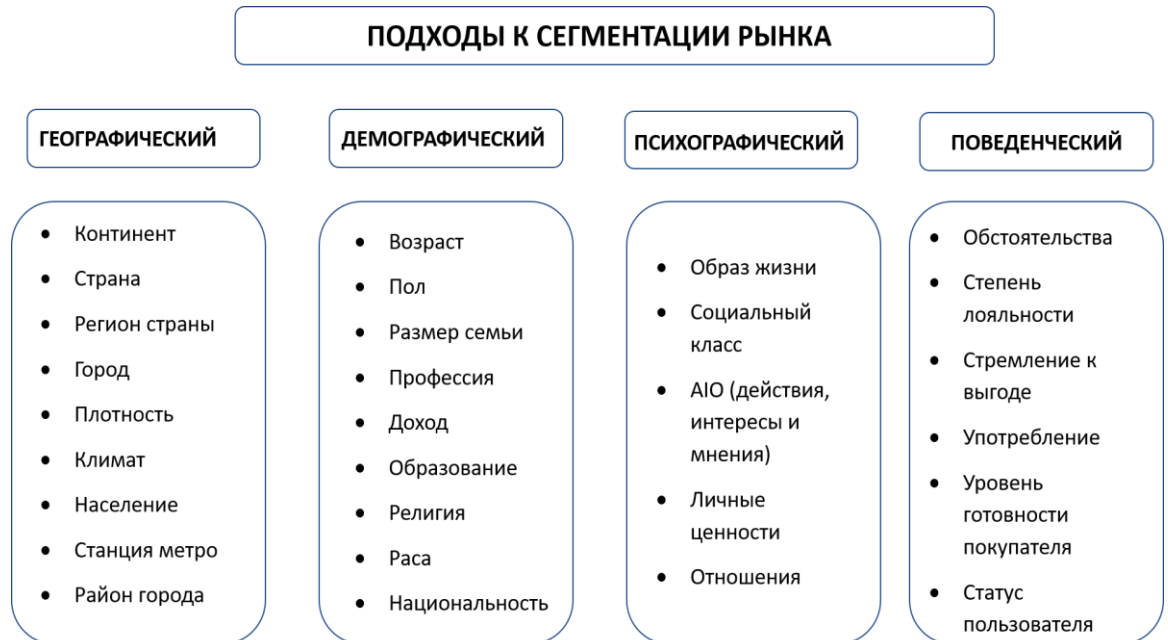 ПОДХОДЫ К СЕГМЕНТАЦИИ РЫНКА
ГЕОГРАФИЧЕСКИЙ
• Континент
• Страна
• Регион страны
• Город
• Плотность
• Климат
• Население
• Станция метро
• Район города
ДЕМОГРАФИЧЕСКИЙ
• Возраст
• Пол
• Размер семьи
• Профессия
• Доход
• Образование
• Религия
• Раса
• Национальность
ПСИХОГРАФИЧЕСКИЙ
• Образ жизни
• Социальный
класс
• AIO (действия,
интересы и
мнения)
• Личные
ценности
• Отношения
ПОВЕДЕНЧЕСКИЙ
• Обстоятельства
• Степень
лояльности
• Стремление к
выгоде
• Употребление
• Уровень
готовности
покупателя
• Статус
пользователя